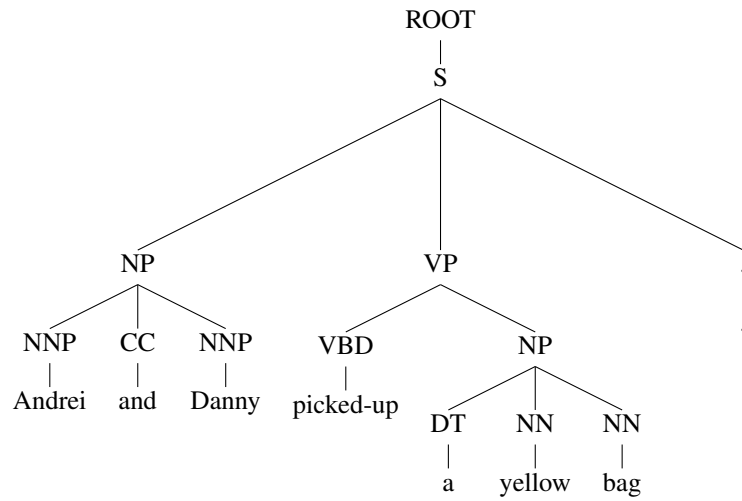 ROOT
S
NP VP .
NNP CC NNP VBD NP
Andrei and Danny picked-up
DT NN NN
a yellow bag